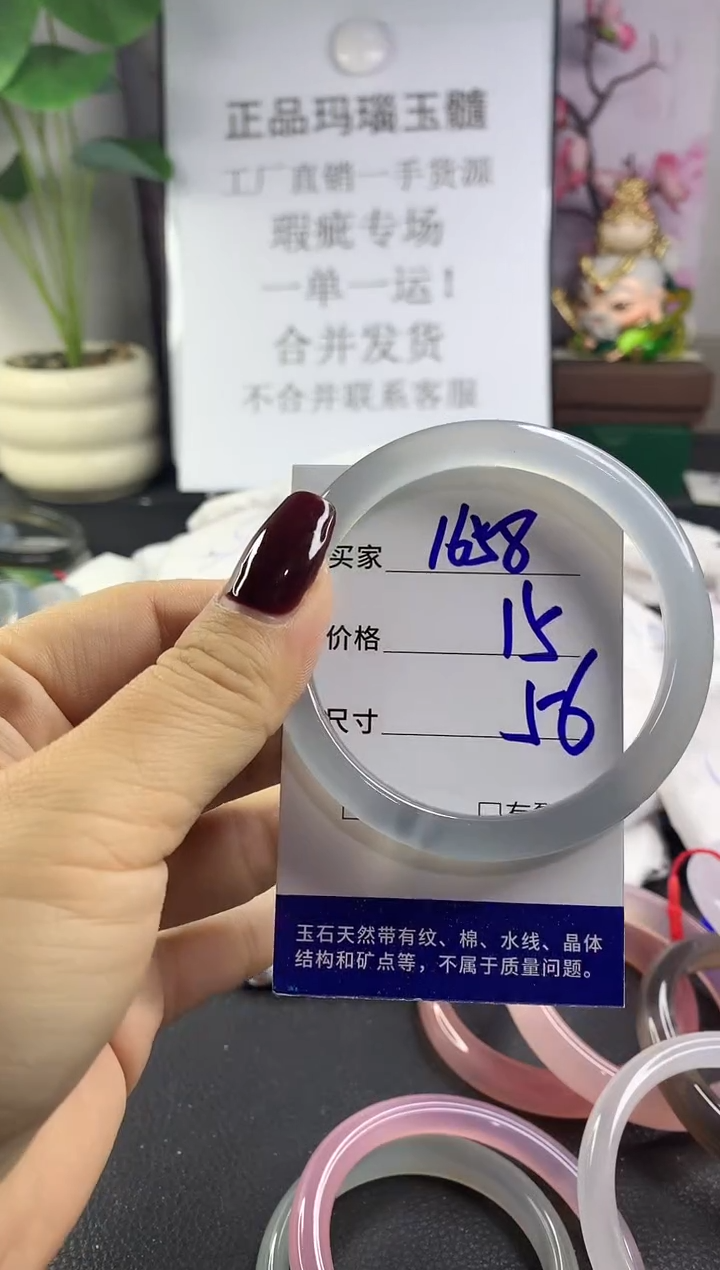 正品玛瑙玉髓
工厂直销一手货源
瑕疵专场
一单一运！
合并发货
不合并联系客服
买家 1658
价格 15
尺寸 56
玉石天然带有纹、棉、水线、晶体
结构和矿点等，不属于质量问题。